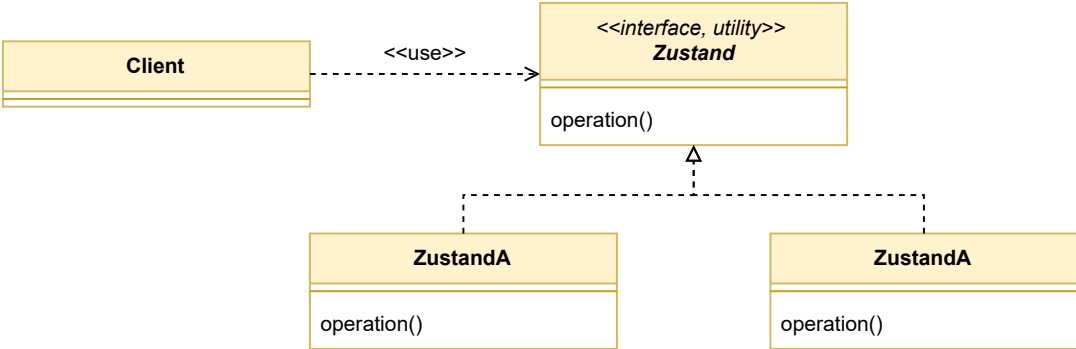 <<interface, utility>>
Zustand
Client
<<use>>
operation()
ZustandA
ZustandA
operation()
operation()